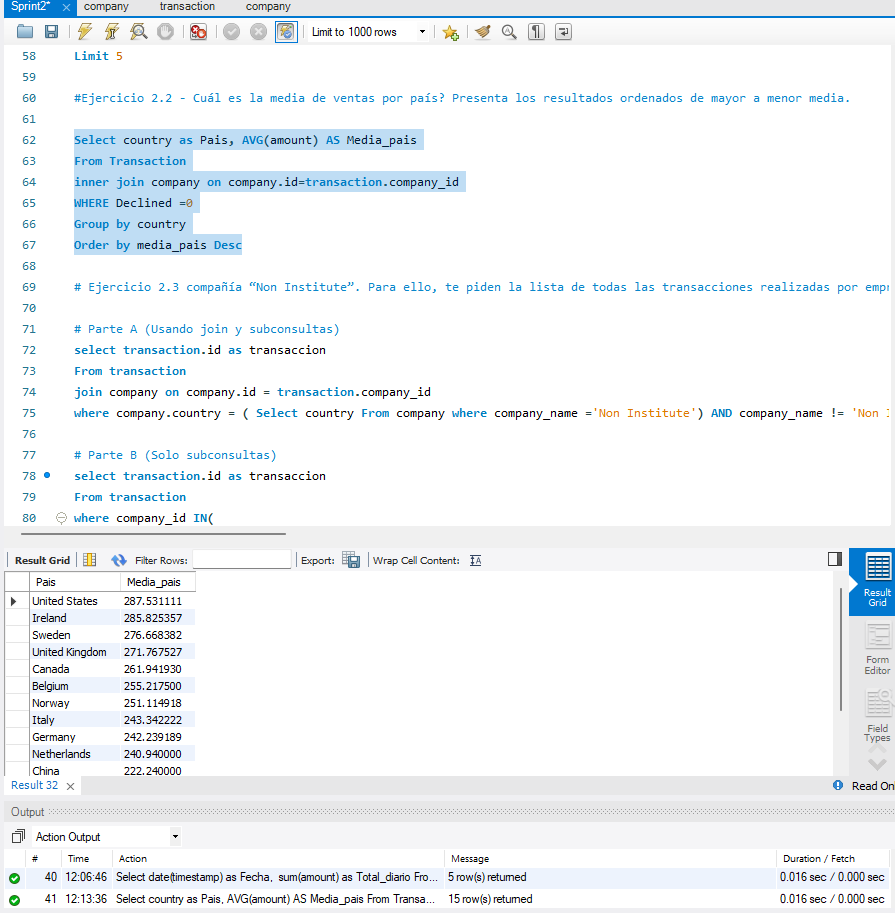 Sprint2* company transaction company
Limit to 1000 rows
58 Limit 5
59
60 #Ejercicio 2.2 - Cuál es la media de ventas por país? Presenta los resultados ordenados de mayor a menor media.
61
62 Select country as Pais, AVG(amount) AS Media_pais
63 From Transaction
64 inner join company on company.id=transaction.company_id
65 WHERE Declined =0
66 Group by country
67 Order by media_pais Desc
68
69 # Ejercicio 2.3 compañía “Non Institute”. Para ello, te piden la lista de todas las transacciones realizadas por empr
70
71 # Parte A (Usando join y subconsultas)
72 select transaction.id as transaccion
73 From transaction
74 join company on company.id = transaction.company_id
75 where company.country = ( Select country From company where company_name ='Non Institute') AND company_name != 'Non I
76
77 # Parte B (Solo subconsultas)
78 select transaction.id as transaccion
79 From transaction
80 where company_id IN(
Result Grid Filter Rows: Export: Wrap Cell Content:
Pais Media_pais
United States 287.531111
Ireland 285.825357
Sweden 276.668382
United Kingdom 271.767527
Canada 261.941930
Belgium 255.217500
Norway 251.114918
Italy 243.342222
Germany 242.239189
Netherlands 240.940000
China 222.240000
Result
Grid
Form
Editor
Field
Types
Result 32 Read On
Output
Action Output
# Time Action Message Duration / Fetch
40 12:06:46 Select date(timestamp) as Fecha, sum(amount) as Total_diario Fro... 5 row(s) returned 0.016 sec / 0.000 sec
41 12:13:36 Select country as Pais, AVG(amount) AS Media_pais From Transa... 15 row(s) returned 0.016 sec / 0.000 sec